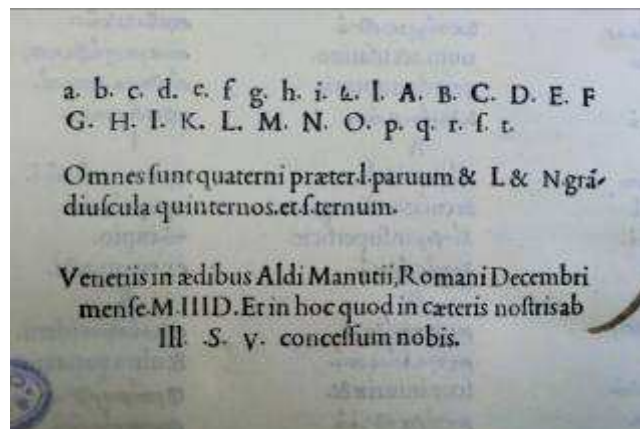 a. b. c. d. e. f g. h. i. k. l. A. B. C. D. E. F
G. H. I. K. L. M. N. O. p. q. r. ſ. t.
Omnes ſunt quaterni præter.l.paruum & L & N grã-
diuſcula quinternos.et.ſ.ternum.
Venetiis in ædibus Aldi Manutii, Romani Decembri
menſe.M.IIID. Et in hoc quod in cæteris noſtris ab
Ill. .S. V. conceſſum nobis.